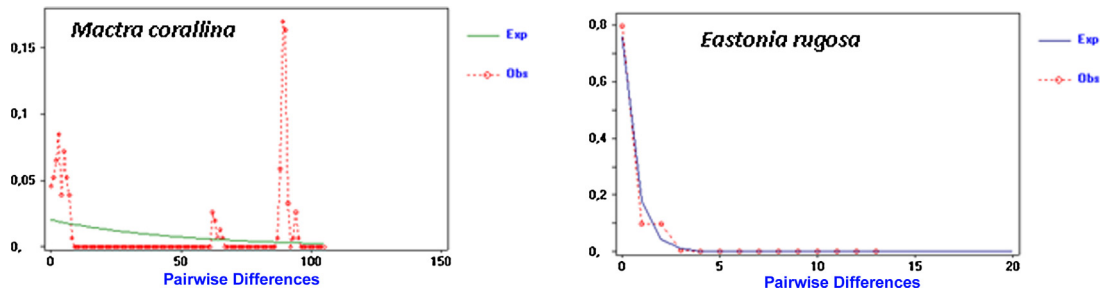 Mactra corallina
Exp
Obs
0,15
0,1
0,05
0,
0
50
100
150
Pairwise Differences
Eastonia rugosa
Exp
Obs
0,8
0,6
0,4
0,2
0,
0
5
10
15
20
Pairwise Differences